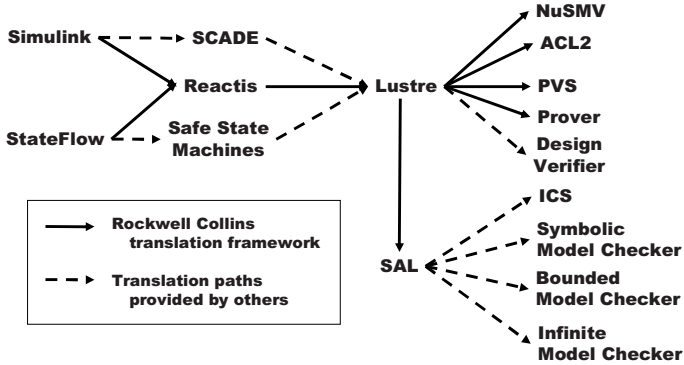 NuSMV
Simulink
SCADE
ACL2
Reactis
Lustre
PVS
Prover
StateFlow
Safe State
Machines
Design
Verifier
ICS
Rockwell Collins
translation framework
Symbolic
Model Checker
SAL
Translation paths
provided by others
Bounded
Model Checker
Infinite
Model Checker